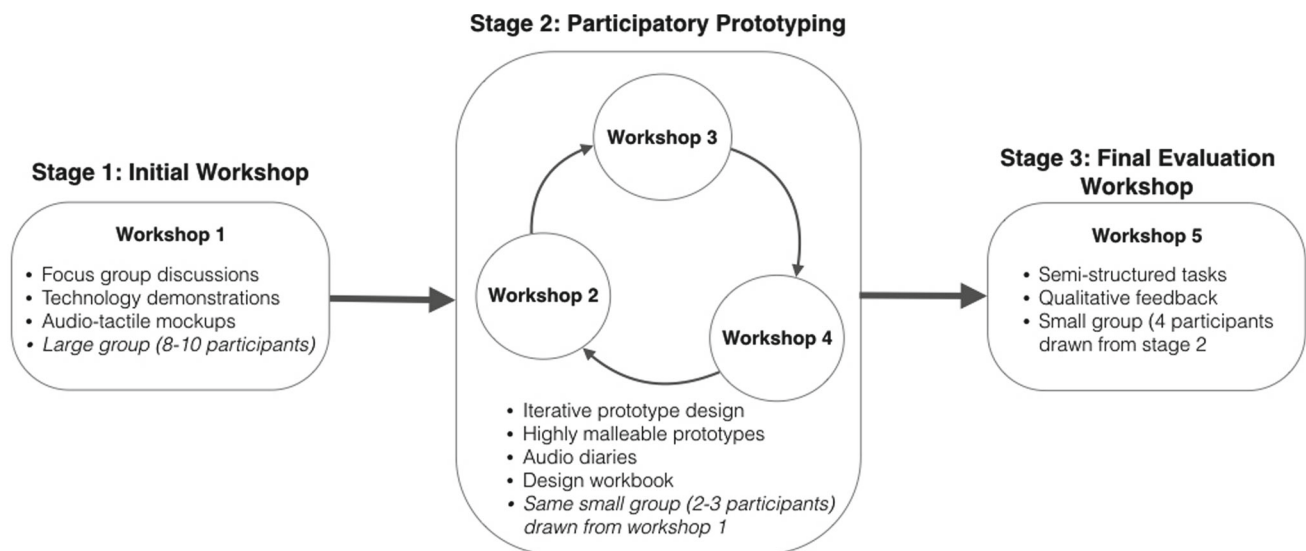 Stage 1: Initial Workshop
Workshop 1
• Focus group discussions
• Technology demonstrations
• Audio-tactile mockups
• Large group (8-10 participants)
Stage 2: Participatory Prototyping
Workshop 3
Workshop 2
Workshop 4
• Iterative prototype design
• Highly malleable prototypes
• Audio diaries
• Design workbook
• Same small group (2-3 participants)
drawn from workshop 1
Stage 3: Final Evaluation
Workshop
Workshop 5
• Semi-structured tasks
• Qualitative feedback
• Small group (4 participants
drawn from stage 2